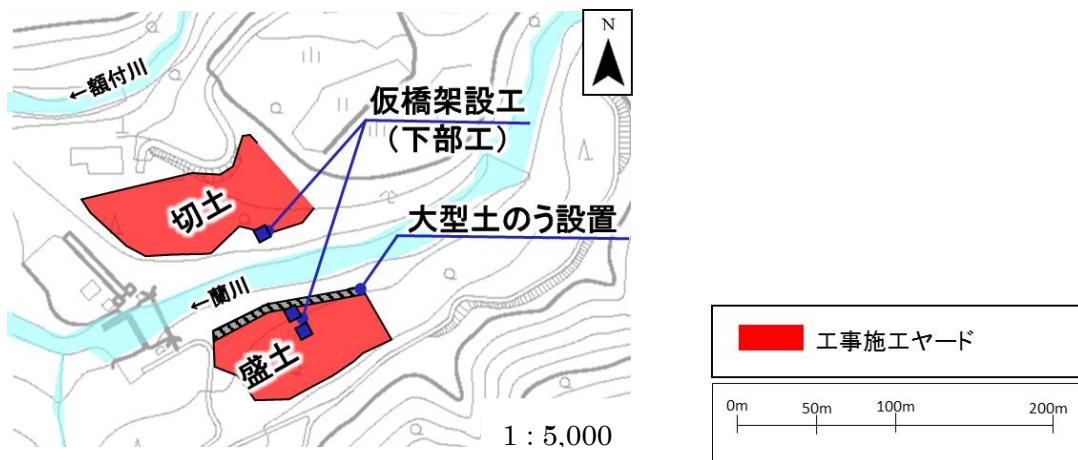 N
←額付川
仮橋架設工
(下部工)
切土
大型土のう設置
←蘭川
盛土
1:5,000
工事施工ヤード
0m 50m 100m 200m